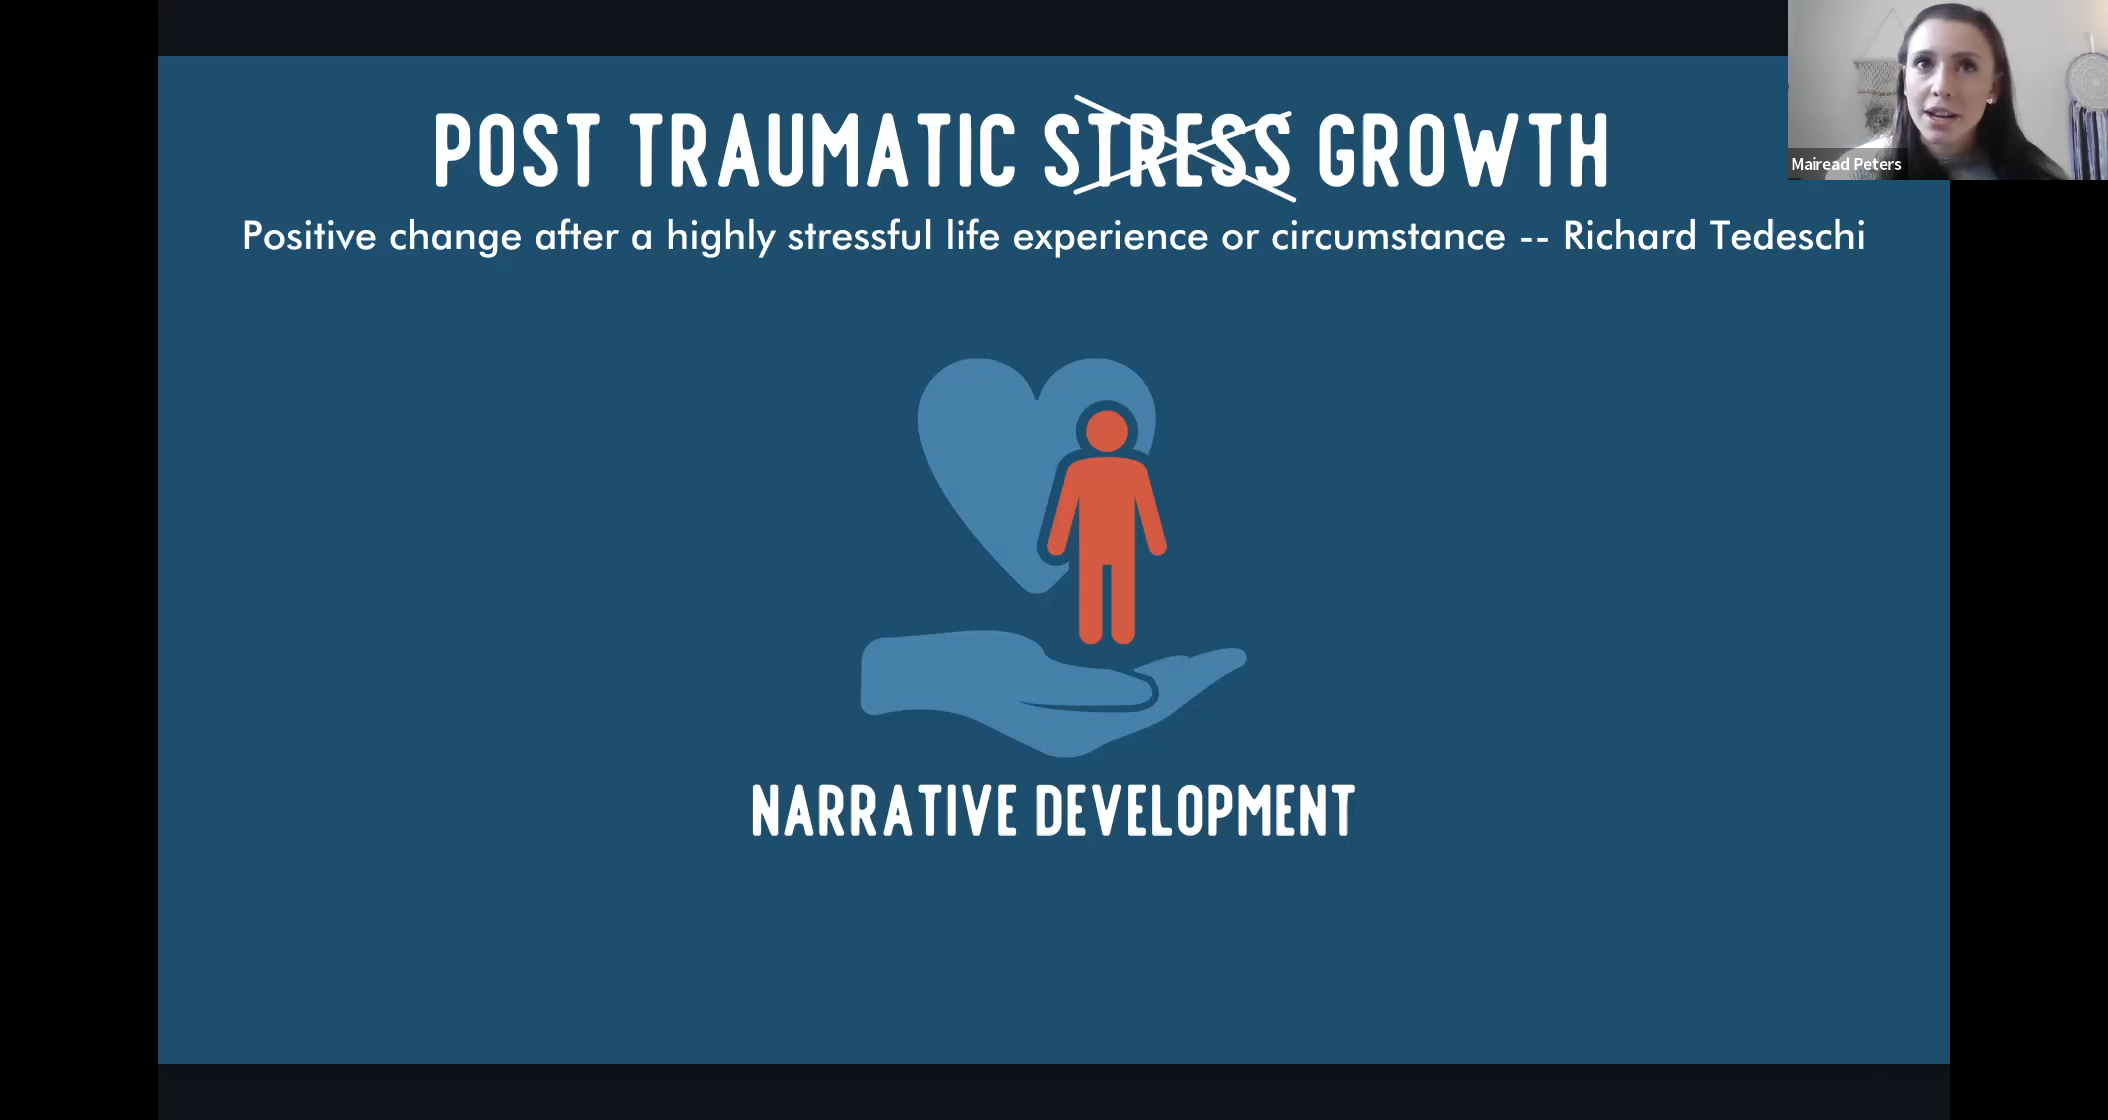 POST TRAUMATIC STRESS GROWTH
Positive change after a highly stressful life experience or circumstance -- Richard Tedeschi
NARRATIVE DEVELOPMENT
Mairead Peters